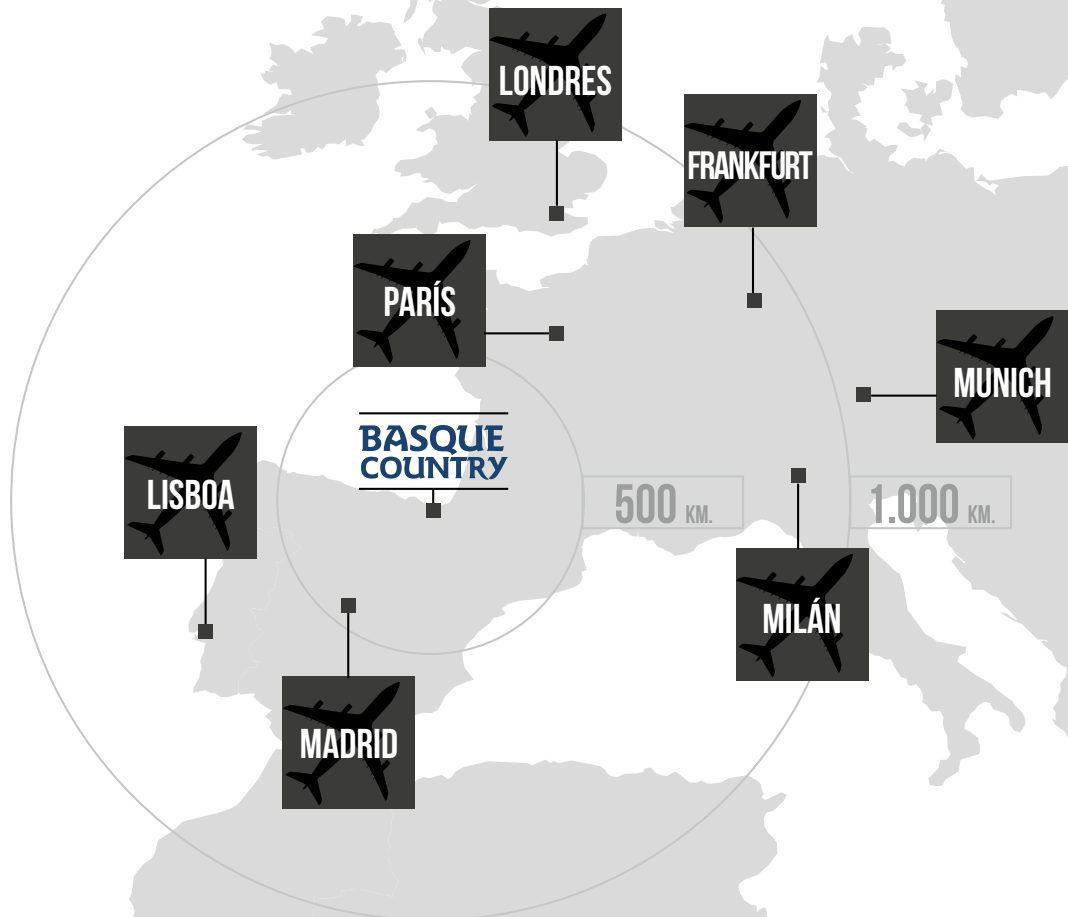 LONDRES
FRANKFURT
PARÍS
MUNICH
BASQUE
COUNTRY
LISBOA
500 KM.
1.000 KM.
MILÁN
MADRID